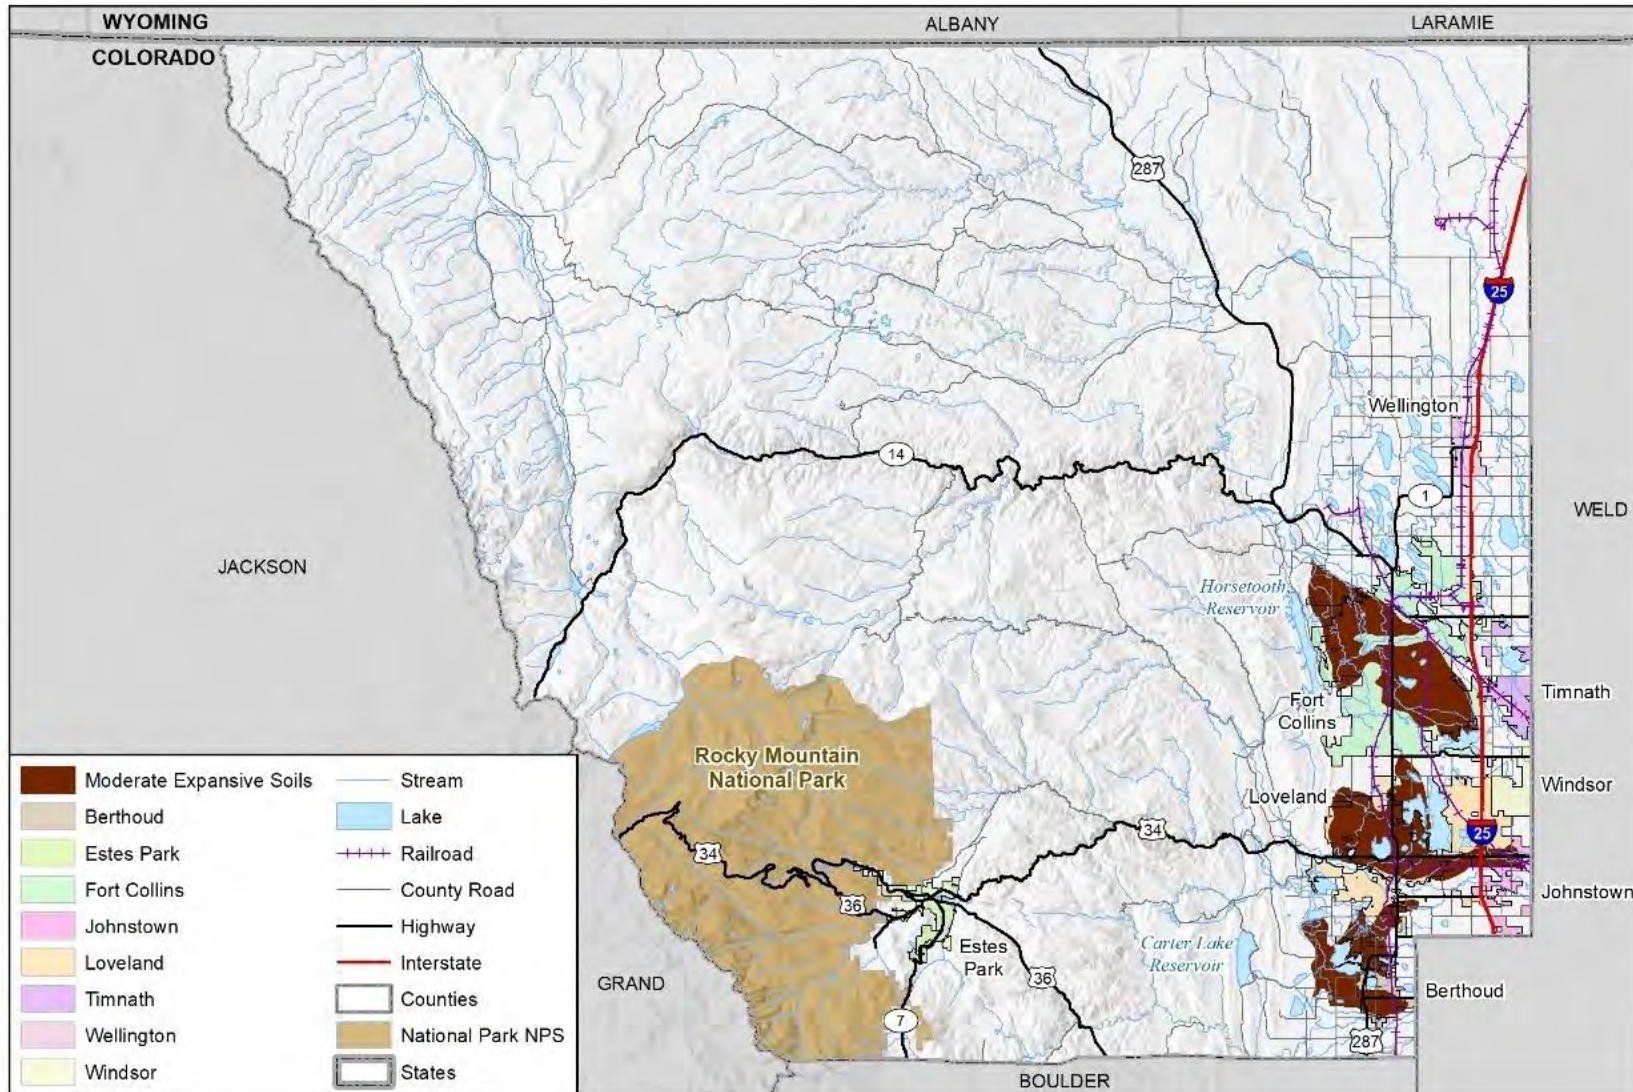 WYOMING
ALBANY
LARAMIE
COLORADO
287
25
Wellington
14
1
WELD
JACKSON
Horsetooth
Reservoir
Timnath
Fort
Collins
Rocky Mountain
National Park
Windsor
Loveland
34
25
34
Johnstown
36
Estes
Park
Carter Lake
Reservoir
36
GRAND
Berthoud
7
287
BOULDER
Moderate Expansive Soils
Berthoud
Estes Park
Fort Collins
Johnstown
Loveland
Timnath
Wellington
Windsor
Stream
Lake
Railroad
County Road
Highway
Interstate
Counties
National Park NPS
States